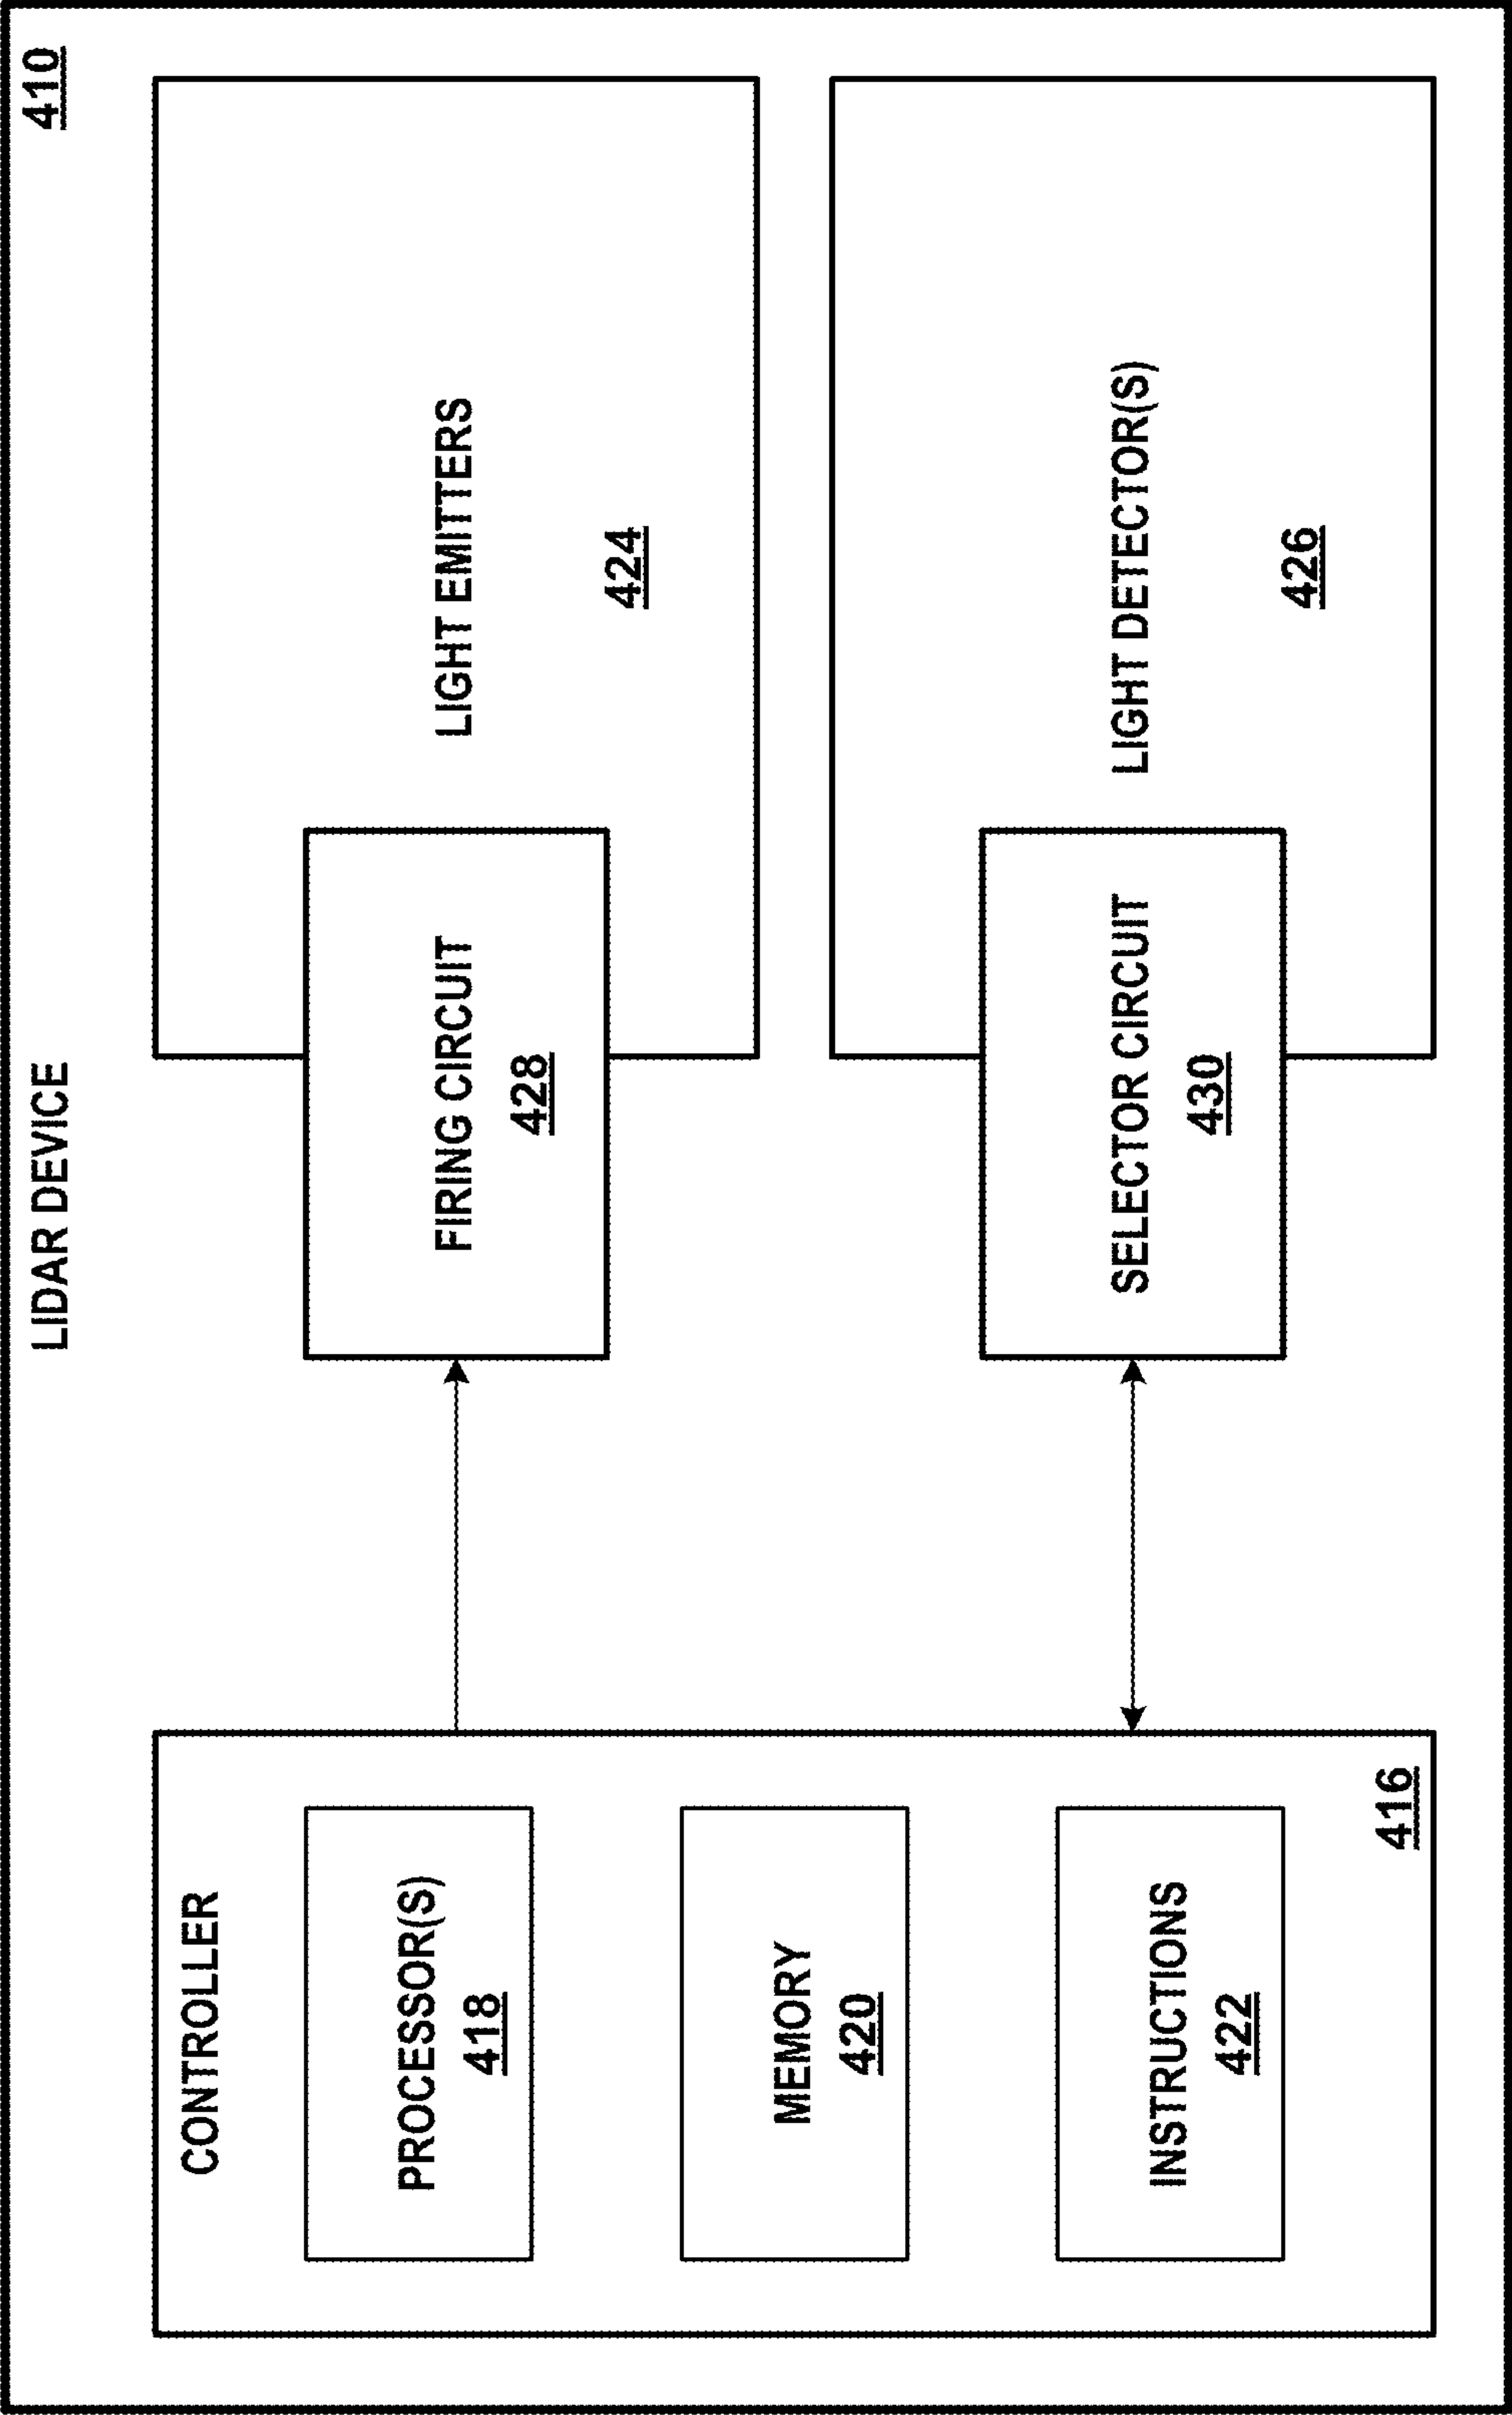 LIDAR DEVICE
410
CONTROLLER
PROCESSOR(S)
418
MEMORY
420
INSTRUCTIONS
422
416
FIRING CIRCUIT
428
LIGHT EMITTERS
424
SELECTOR CIRCUIT
430
LIGHT DETECTOR(S)
426